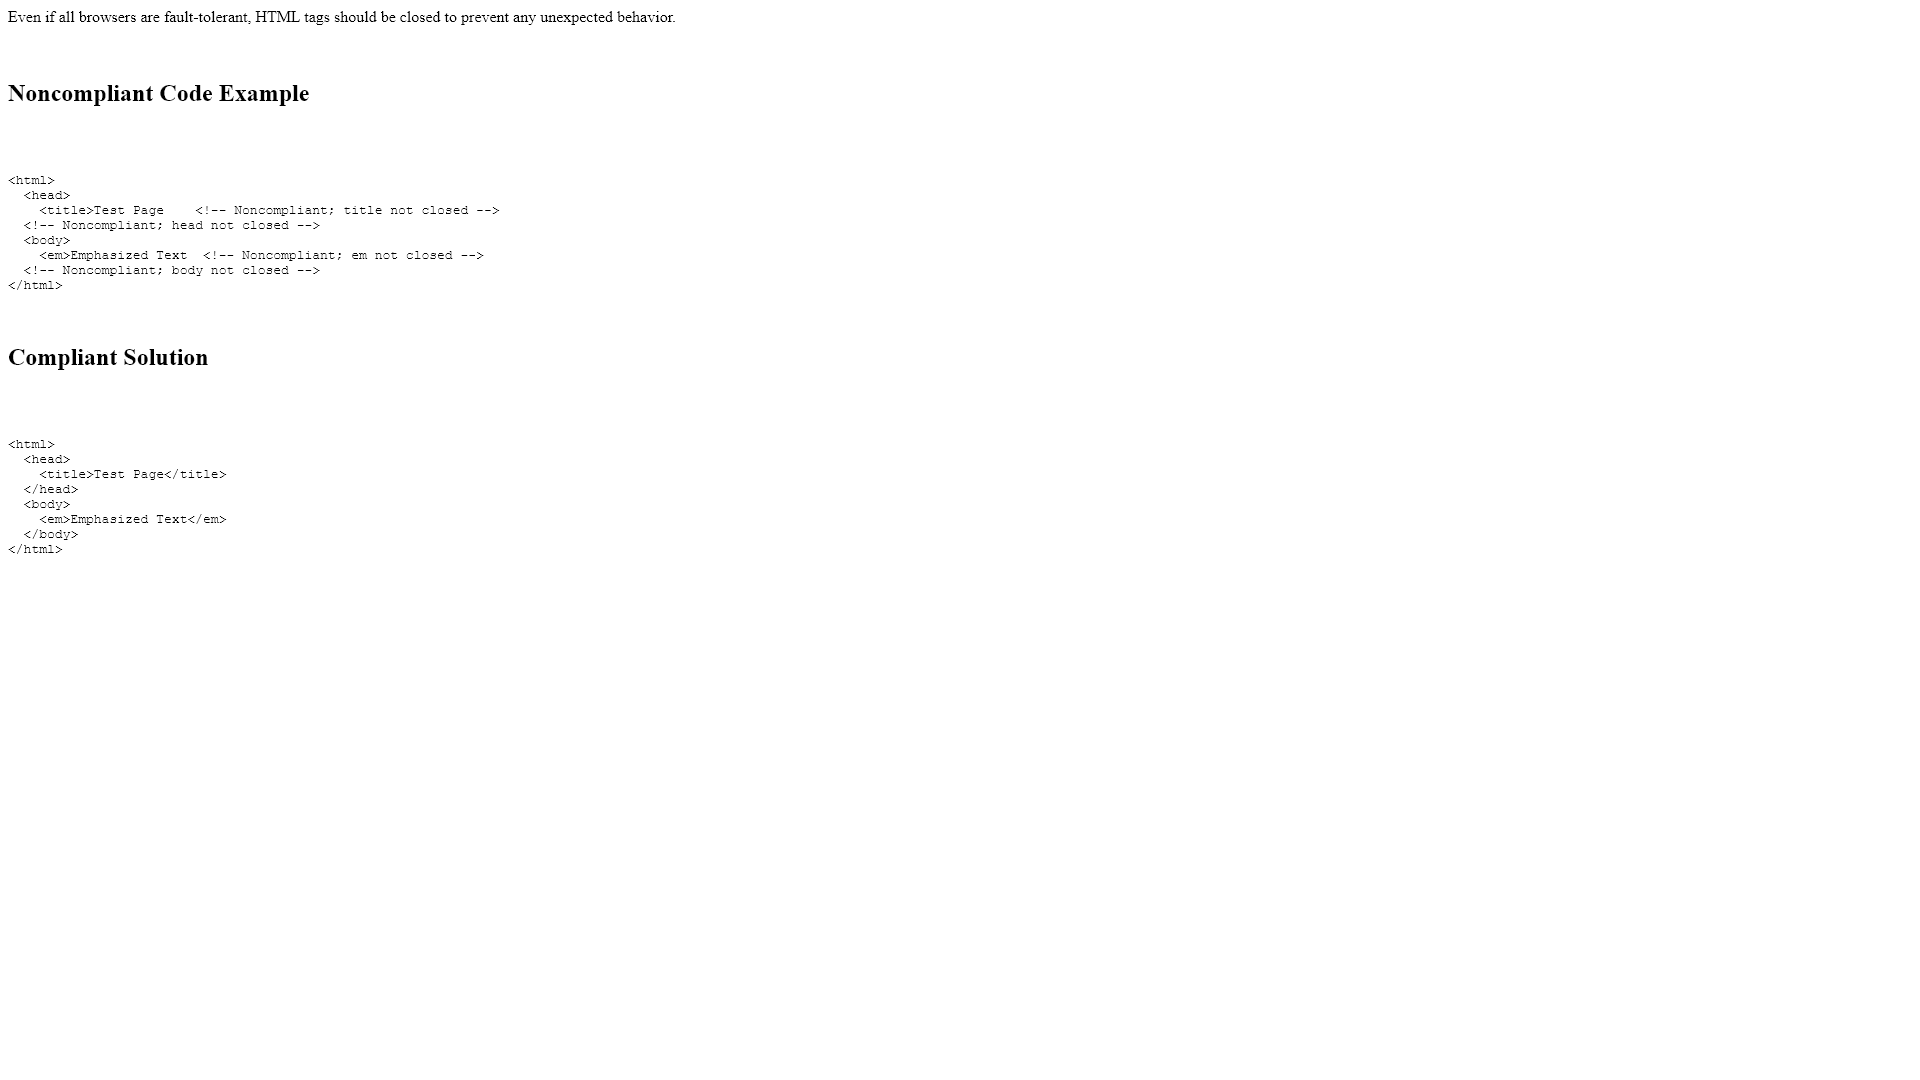 Even if all browsers are fault-tolerant, HTML tags should be closed to prevent any unexpected behavior.
Noncompliant Code Example
<html>
  <head>
    <title>Test Page    <!-- Noncompliant; title not closed -->
  <!-- Noncompliant; head not closed -->
  <body>
    <em>Emphasized Text  <!-- Noncompliant; em not closed -->
  <!-- Noncompliant; body not closed -->
</html>
Compliant Solution
<html>
  <head>
    <title>Test Page</title>
  </head>
  <body>
    <em>Emphasized Text</em>
  </body>
</html>